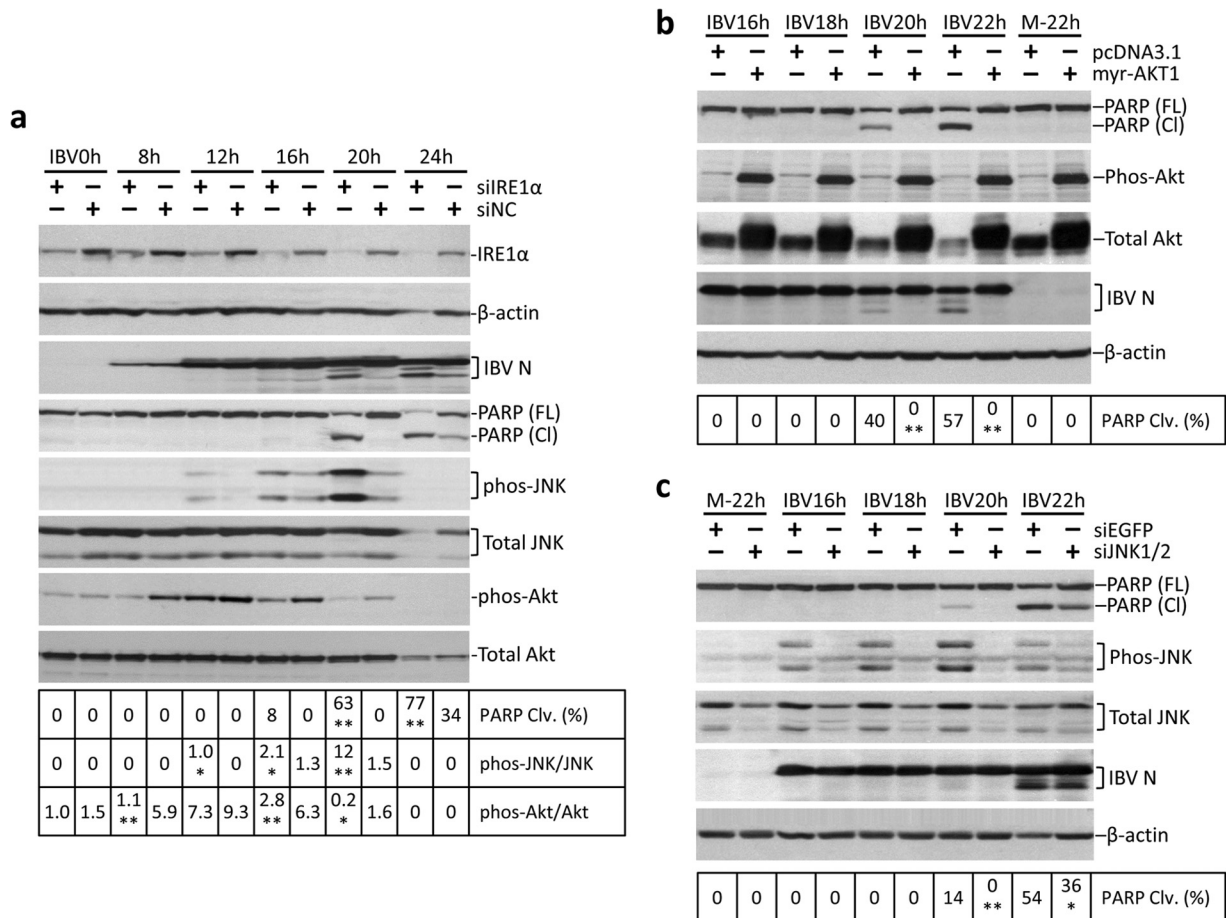 a
IBV0h 8h 12h 16h 20h 24h
+ − + − + − + − + − + − siIRE1α
− + − + − + − + − + − + siNC
IRE1α
β-actin
IBV N
PARP (FL)
PARP (Cl)
phos-JNK
Total JNK
phos-Akt
Total Akt
0 0 0 0 0 0 8 0 63 ** 0 77 ** 34 PARP Clv. (%)
0 0 0 0 1.0 * 0 2.1 * 1.3 12 ** 1.5 0 0 phos-JNK/JNK
1.0 1.5 1.1 ** 5.9 7.3 9.3 2.8 ** 6.3 0.2 * 1.6 0 0 phos-Akt/Akt
b
IBV16h IBV18h IBV20h IBV22h M-22h
+ − + − + − + − + − pcDNA3.1
− + − + − + − + − + myr-AKT1
PARP (FL)
PARP (Cl)
Phos-Akt
Total Akt
IBV N
β-actin
0 0 0 0 40 0 ** 57 0 ** 0 0 PARP Clv. (%)
c
M-22h IBV16h IBV18h IBV20h IBV22h
+ − + − + − + − + − siEGFP
− + − + − + − + + + siJNK1/2
PARP (FL)
PARP (Cl)
Phos-JNK
Total JNK
IBV N
β-actin
0 0 0 0 0 0 14 0 ** 54 36 * PARP Clv. (%)